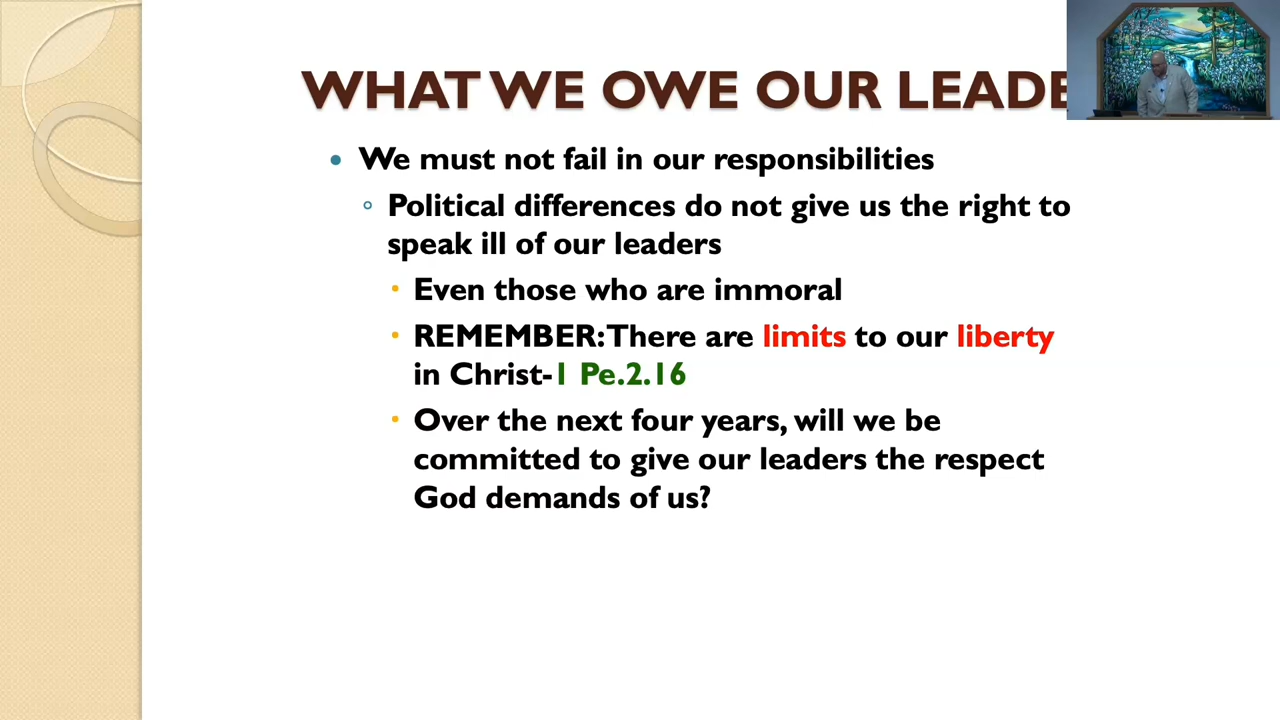 WHAT WE OWE OUR LEADE
• We must not fail in our responsibilities
◦ Political differences do not give us the right to
speak ill of our leaders
• Even those who are immoral
• REMEMBER: There are limits to our liberty
in Christ-1 Pe.2.16
• Over the next four years, will we be
committed to give our leaders the respect
God demands of us?